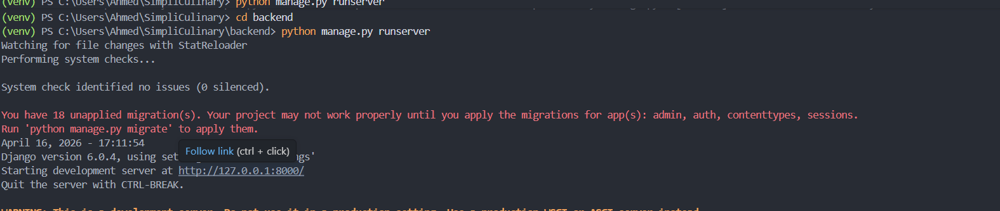 (venv) PS C:\Users\Ahmed\SimpliCulinary> python manage.py runserver
(venv) PS C:\Users\Ahmed\SimpliCulinary> cd backend
(venv) PS C:\Users\Ahmed\SimpliCulinary\backend> python manage.py runserver
Watching for file changes with StatReloader
Performing system checks...
System check identified no issues (0 silenced).
You have 18 unapplied migration(s). Your project may not work properly until you apply the migrations for app(s): admin, auth, contenttypes, sessions.
Run 'python manage.py migrate' to apply them.
April 16, 2026 - 17:11:54
Follow link (ctrl + click)
Django version 6.0.4, using set ngs'
Starting development server at http://127.0.0.1:8000/
Quit the server with CTRL-BREAK.
WARNING: This is a development server. Do not use it in a production setting. Use a production WSGI or ASGI server instead.